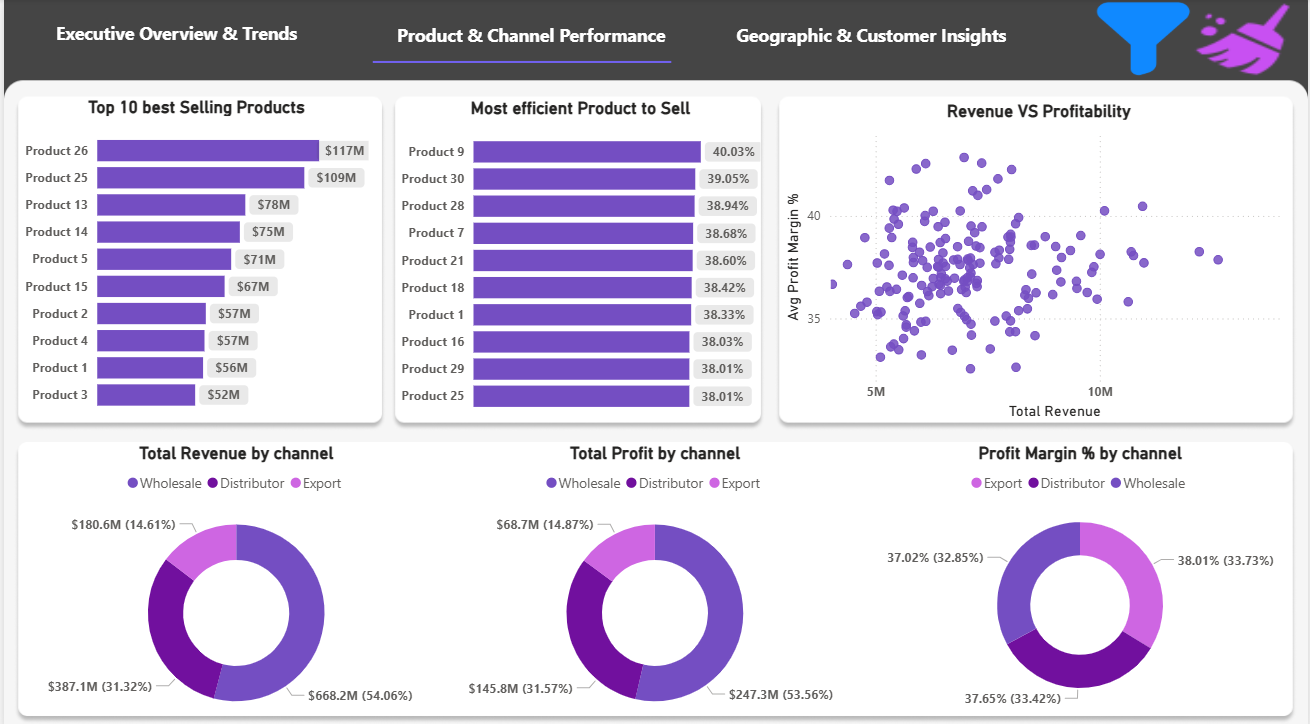 Executive Overview & Trends
Product & Channel Performance
Geographic & Customer Insights
Top 10 best Selling Products
Product 26 $117M
Product 25 $109M
Product 13 $78M
Product 14 $75M
Product 5 $71M
Product 15 $67M
Product 2 $57M
Product 4 $57M
Product 1 $56M
Product 3 $52M
Most efficient Product to Sell
Product 9 40.03%
Product 30 39.05%
Product 28 38.94%
Product 7 38.68%
Product 21 38.60%
Product 18 38.42%
Product 1 38.33%
Product 16 38.03%
Product 29 38.01%
Product 25 38.01%
Revenue VS Profitability
Avg Profit Margin %
40
35
5M 10M
Total Revenue
Total Revenue by channel
Wholesale Distributor Export
$180.6M (14.61%)
$387.1M (31.32%)
$668.2M (54.06%)
Total Profit by channel
Wholesale Distributor Export
$68.7M (14.87%)
$145.8M (31.57%)
$247.3M (53.56%)
Profit Margin % by channel
Export Distributor Wholesale
37.02% (32.85%)
38.01% (33.73%)
37.65% (33.42%)